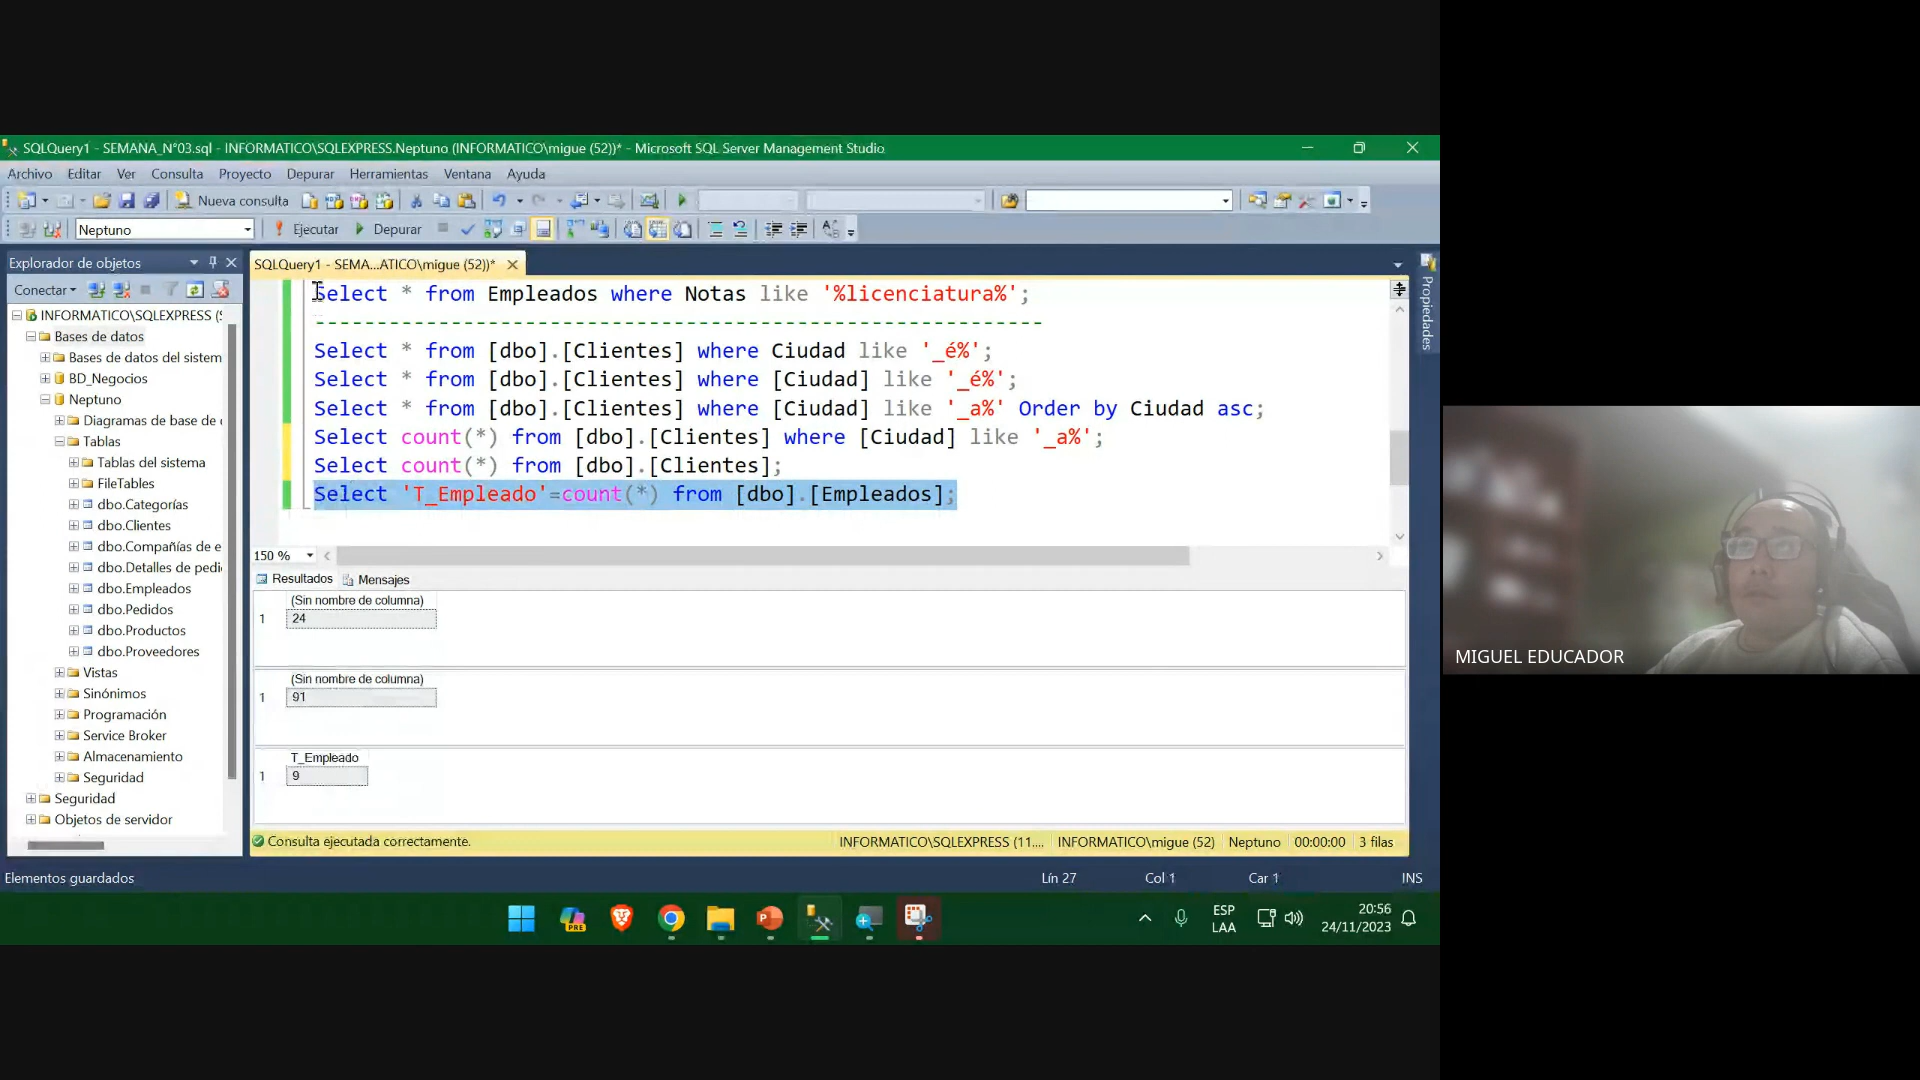 SQLQuery1 - SEMANA_N°03.sql - INFORMATICO\SQLEXPRESS.Neptuno (INFORMATICO\migue (52))* - Microsoft SQL Server Management Studio
Archivo Editar Ver Consulta Proyecto Depurar Herramientas Ventana Ayuda
Nueva consulta
Neptuno Ejecutar Depurar
Explorador de objetos
Conectar
INFORMATICO\SQLEXPRESS (
Bases de datos
Bases de datos del sistem
BD_Negocios
Neptuno
Diagramas de base de
Tablas
Tablas del sistema
FileTables
dbo.Categorías
dbo.Clientes
dbo.Compañías de e
dbo.Detalles de pedi
dbo.Empleados
dbo.Pedidos
dbo.Productos
dbo.Proveedores
Vistas
Sinónimos
Programación
Service Broker
Almacenamiento
Seguridad
Seguridad
Objetos de servidor
SQLQuery1 - SEMA...ATICO\migue (52))*
Select * from Empleados where Notas like '%licenciatura%';
-----------------------------------------------------------
Select * from [dbo].[Clientes] where Ciudad like '_é%';
Select * from [dbo].[Clientes] where [Ciudad] like '_é%';
Select * from [dbo].[Clientes] where [Ciudad] like '_a%' Order by Ciudad asc;
Select count(*) from [dbo].[Clientes] where [Ciudad] like '_a%';
Select count(*) from [dbo].[Clientes];
Select 'T_Empleado'=count(*) from [dbo].[Empleados];
150 %
Resultados Mensajes
(Sin nombre de columna)
1 24
(Sin nombre de columna)
1 91
T_Empleado
1 9
Consulta ejecutada correctamente. INFORMATICO\SQLEXPRESS (11.... INFORMATICO\migue (52) Neptuno 00:00:00 3 filas
Elementos guardados Lín 27 Col 1 Car 1 INS
Propiedades
PRE
ESP
LAA
20:56
24/11/2023
MIGUEL EDUCADOR